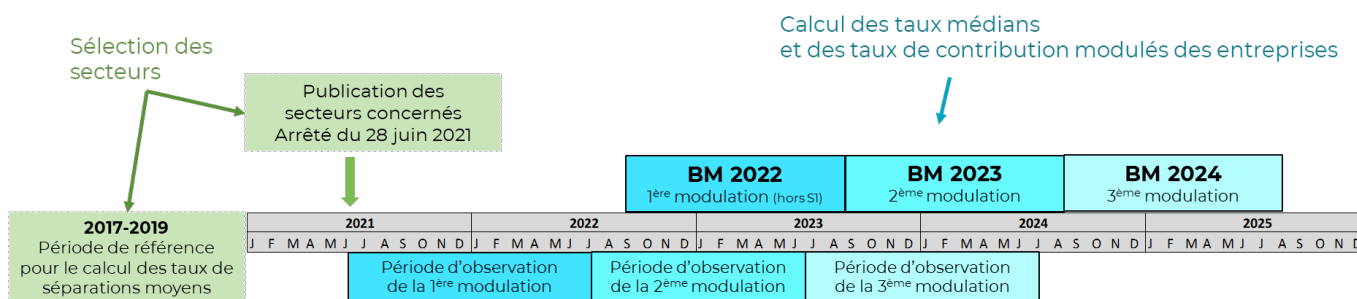 Calcul des taux médians
et des taux de contribution modulés des entreprises
Sélection des
secteurs
Publication des
secteurs concernés
Arrêté du 28 juin 2021
BM 2022
1ère modulation (hors S1)
BM 2023
2ème modulation
BM 2024
3ème modulation
2017-2019
Période de référence
pour le calcul des taux de
séparations moyens
2021 2022 2023 2024 2025
J F M A M J J A S O N D J F M A M J J A S O N D J F M A M J J A S O N D J F M A M J J A S O N D J F M A M J J A S O N D
Période d'observation
de la 1ère modulation
Période d'observation
de la 2ème modulation
Période d'observation
de la 3ème modulation